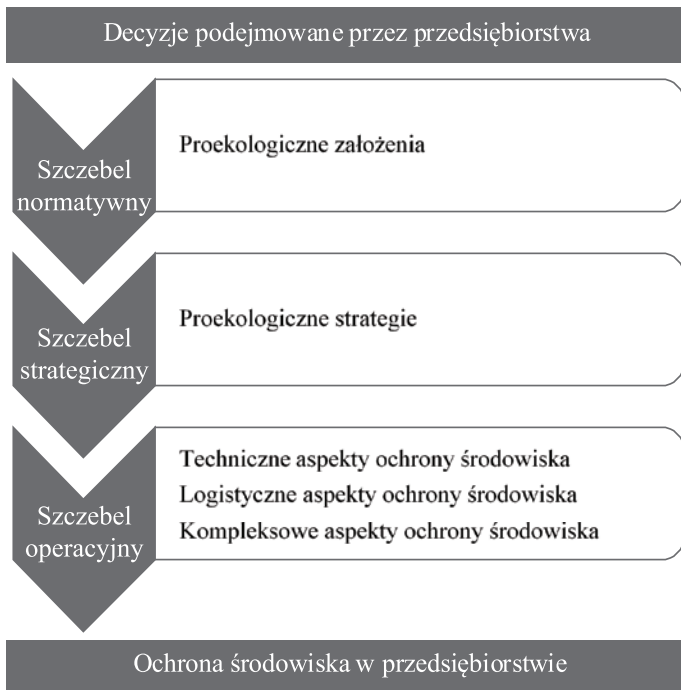 Decyzje podejmowane przez przedsiębiorstwa
Szczebel
normatywny
Proekologiczne założenia
Szczebel
strategiczny
Proekologiczne strategie
Szczebel
operacyjny
Techniczne aspekty ochrony środowiska
Logistyczne aspekty ochrony środowiska
Kompleksowe aspekty ochrony środowiska
Ochrona środowiska w przedsiębiorstwie